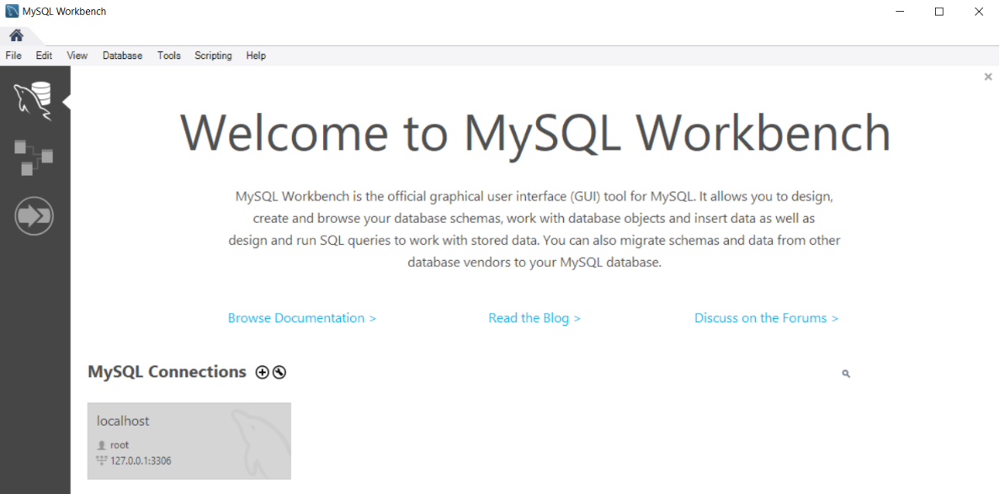 MySQL Workbench
File Edit View Database Tools Scripting Help
Welcome to MySQL Workbench
MySQL Workbench is the official graphical user interface (GUI) tool for MySQL. It allows you to design,
create and browse your database schemas, work with database objects and insert data as well as
design and run SQL queries to work with stored data. You can also migrate schemas and data from other
database vendors to your MySQL database.
Browse Documentation > Read the Blog > Discuss on the Forums >
MySQL Connections
localhost
root
127.0.0.1:3306